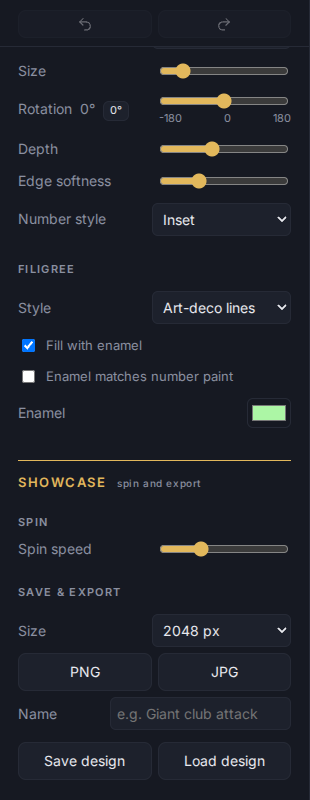 Size
Rotation 0° 0°
-180 0 180
Depth
Edge softness
Number style Inset
FILIGREE
Style Art-deco lines
Fill with enamel
Enamel matches number paint
Enamel
SHOWCASE spin and export
SPIN
Spin speed
SAVE & EXPORT
Size 2048 px
PNG JPG
Name e.g. Giant club attack
Save design Load design